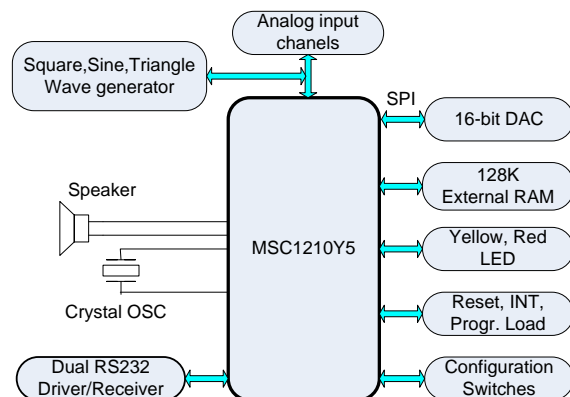 Analog input
chanels
Square,Sine,Triangle
Wave generator
SPI
16-bit DAC
128K
External RAM
Speaker
MSC1210Y5
Yellow, Red
LED
Crystal OSC
Reset, INT,
Progr. Load
Dual RS232
Driver/Receiver
Configuration
Switches